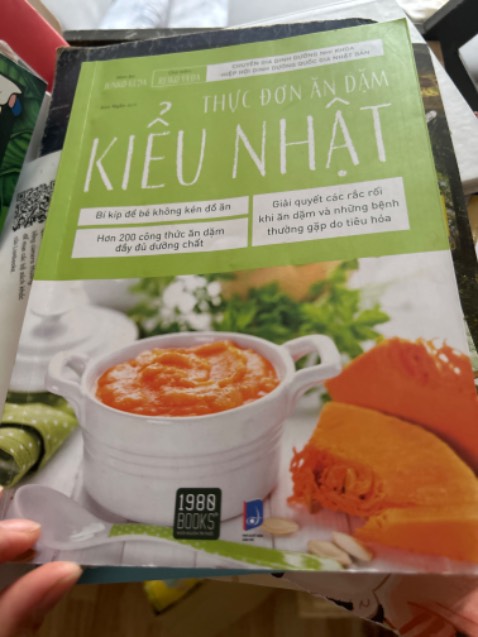 CHUYÊN GIA DINH DƯỠNG NHI KHOA
HIỆP HỘI DINH DƯỠNG QUỐC GIA NHẬT BẢN
THỰC ĐƠN ĂN DẶM
KIỂU NHẬT
Bí kíp để bé không kén đồ ăn
Hơn 200 công thức ăn dặm
đầy đủ dưỡng chất
Giải quyết các rắc rối
khi ăn dặm và những bệnh
thường gặp do tiêu hóa
1980
BOOKS